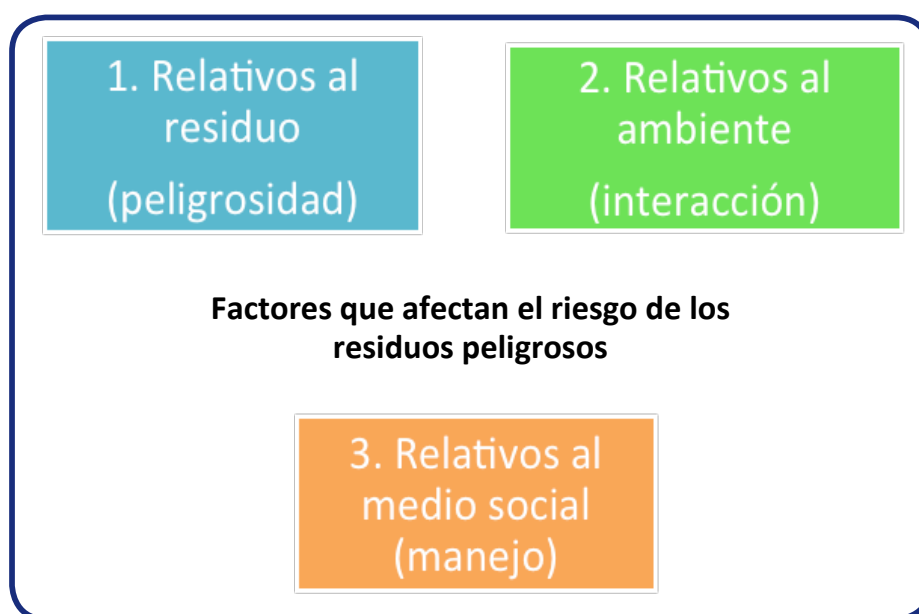 1. Relativos al
residuo
(peligrosidad)
2. Relativos al
ambiente
(interacción)
Factores que afectan el riesgo de los
residuos peligrosos
3. Relativos al
medio social
(manejo)